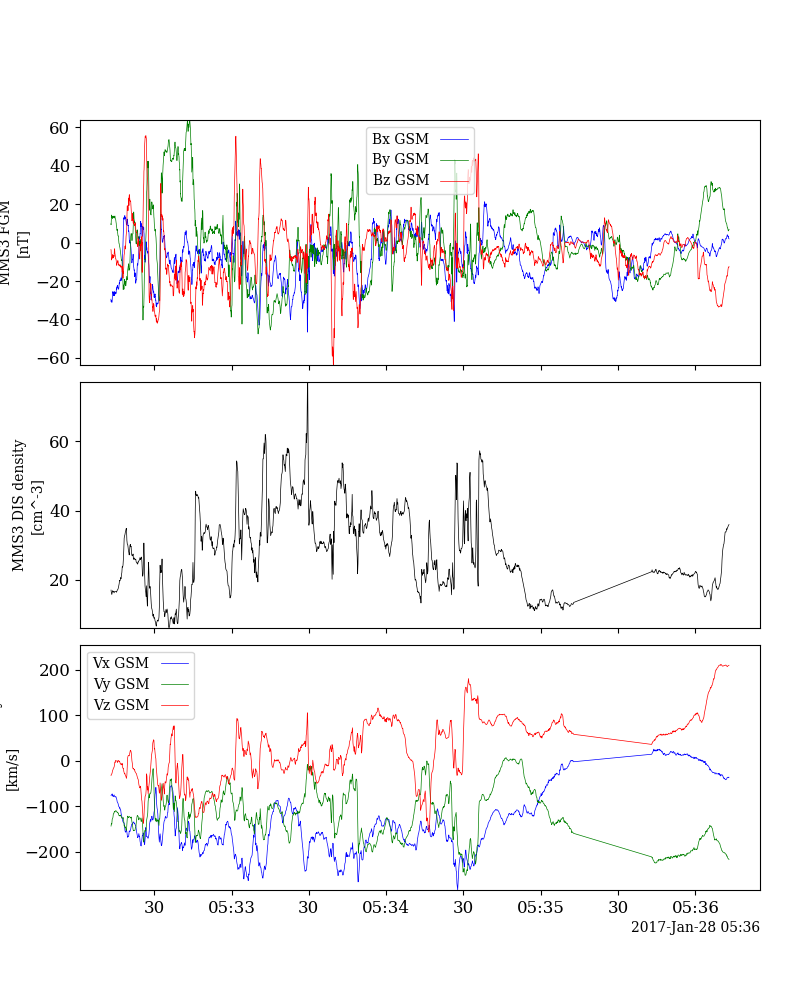 60
40
20
0
−20
−40
−60
MMS3 FGM
[nT]
Bx GSM
By GSM
Bz GSM
60
40
20
MMS3 DIS density
[cm^-3]
200
100
0
−100
−200
[km/s]
Vx GSM
Vy GSM
Vz GSM
30 05:33 30 05:34 30 05:35 30 05:36
2017-Jan-28 05:36